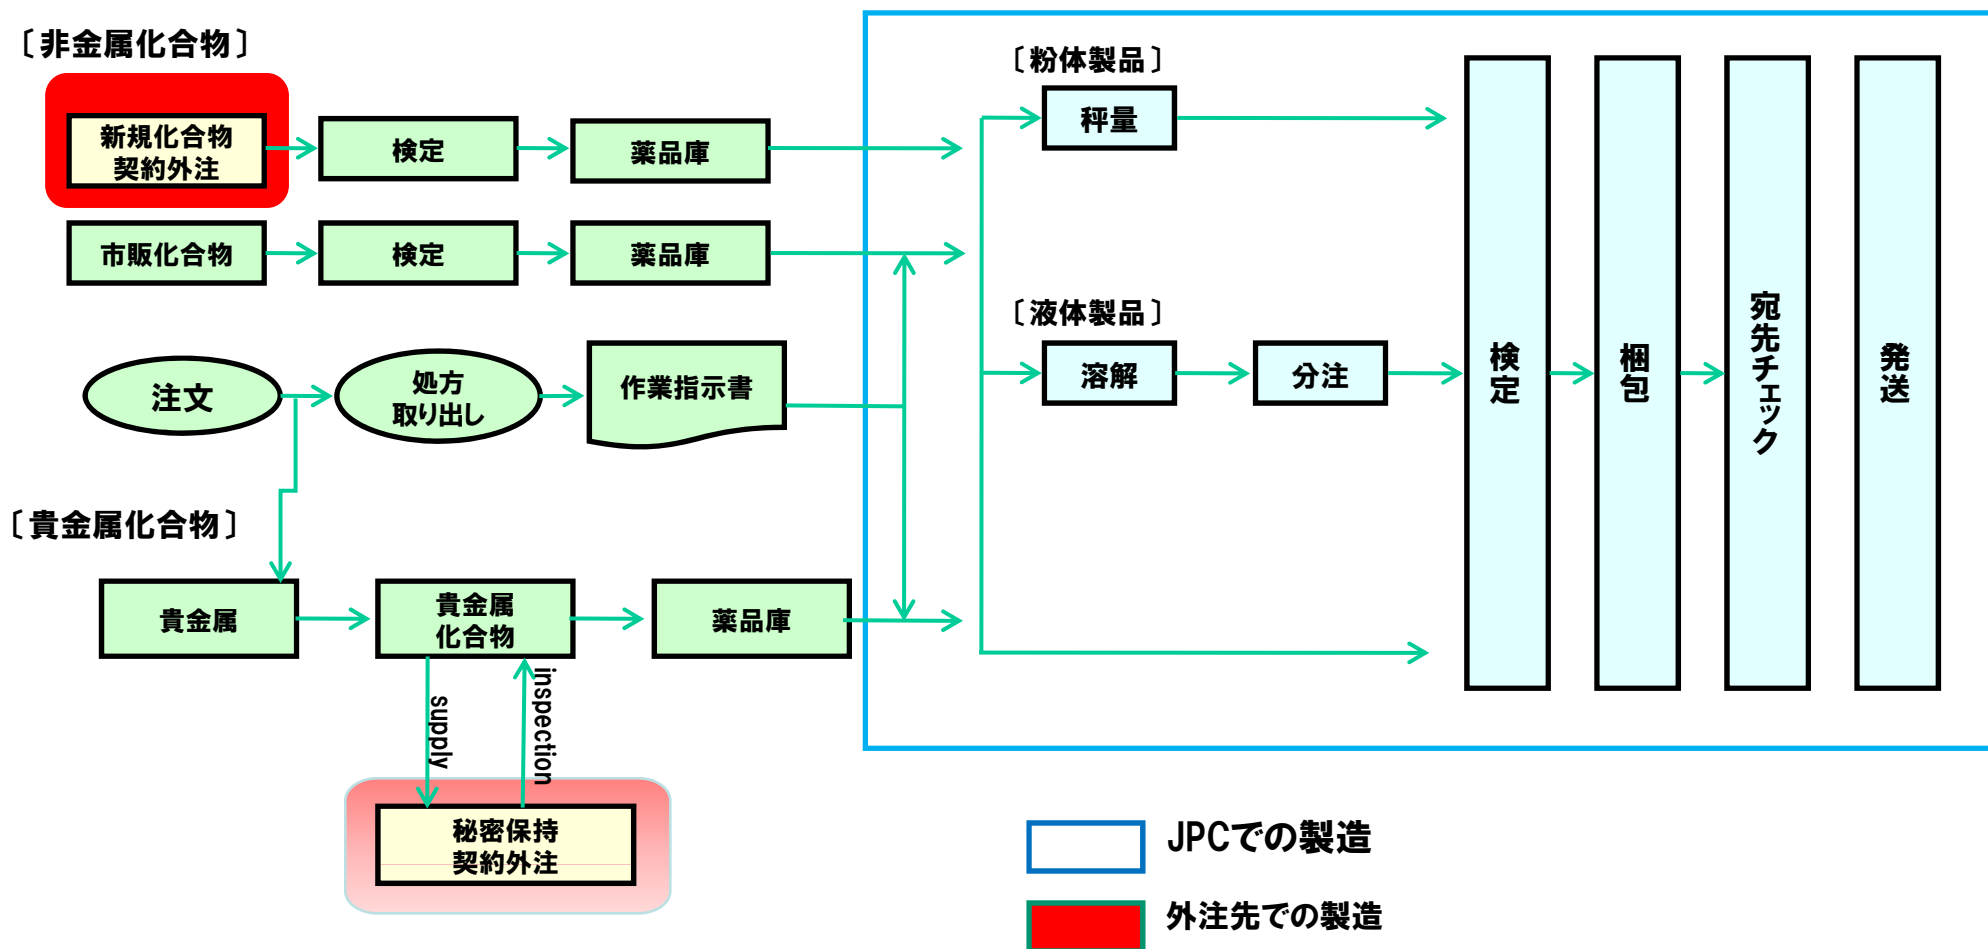 〔非金属化合物〕
新規化合物
契約外注
検定
薬品庫
市販化合物
検定
薬品庫
注文
処方
取り出し
作業指示書
〔貴金属化合物〕
貴金属
貴金属
化合物
薬品庫
supply
inspection
秘密保持
契約外注
〔粉体製品〕
秤量
〔液体製品〕
溶解
分注
検定
梱包
宛先チェック
発送
JPCでの製造
外注先での製造